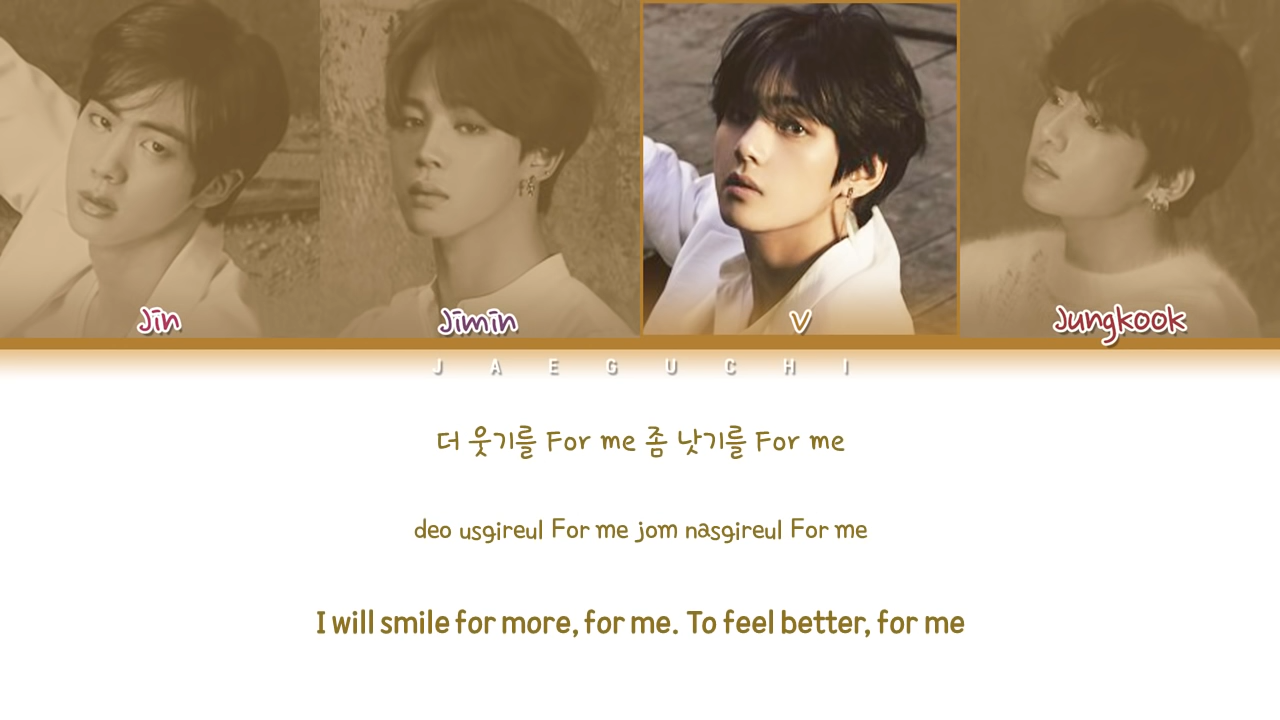 Jin
Jimin
V
Jungkook
J A E G U C H I
더 웃기를 For me 좀 낫기를 For me
deo usgireul For me jom nasgireul For me
I will smile for more, for me. To feel better, for me